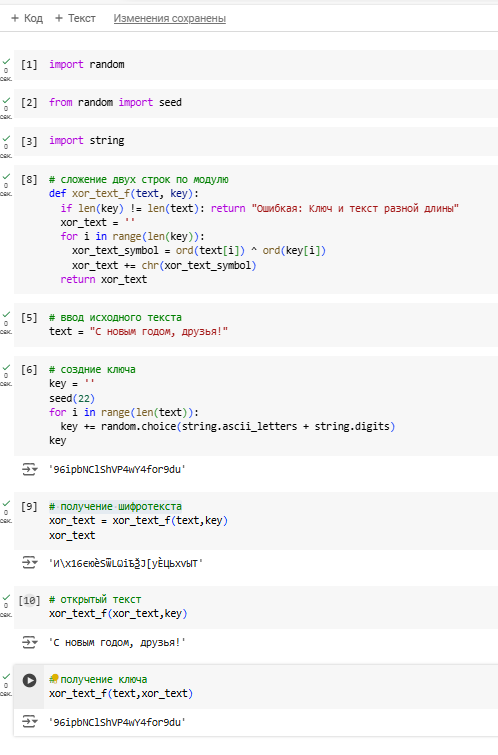 + Код + Текст Изменения сохранены
0 сек. [1] import random
0 сек. [2] from random import seed
0 сек. [3] import string
0 сек. [8] # сложение двух строк по модулю
def xor_text_f(text, key):
if len(key) != len(text): return "Ошибкая: Ключ и текст разной длины"
xor_text = ''
for i in range(len(key)):
xor_text_symbol = ord(text[i]) ^ ord(key[i])
xor_text += chr(xor_text_symbol)
return xor_text
0 сек. [5] # ввод исходного текста
text = "С новым годом, друзья!"
0 сек. [6] # создние ключа
key = ''
seed(22)
for i in range(len(text)):
key += random.choice(string.ascii_letters + string.digits)
key
'96ipbNClShVP4wY4for9du'
0 сек. [9] # получение шифротекста
xor_text = xor_text_f(text,key)
xor_text
0 сек. [10] # открытый текст
xor_text_f(xor_text,key)
'С новым годом, друзья!'
0 сек. # получение ключа
xor_text_f(text,xor_text)
'96ipbNClShVP4wY4for9du'